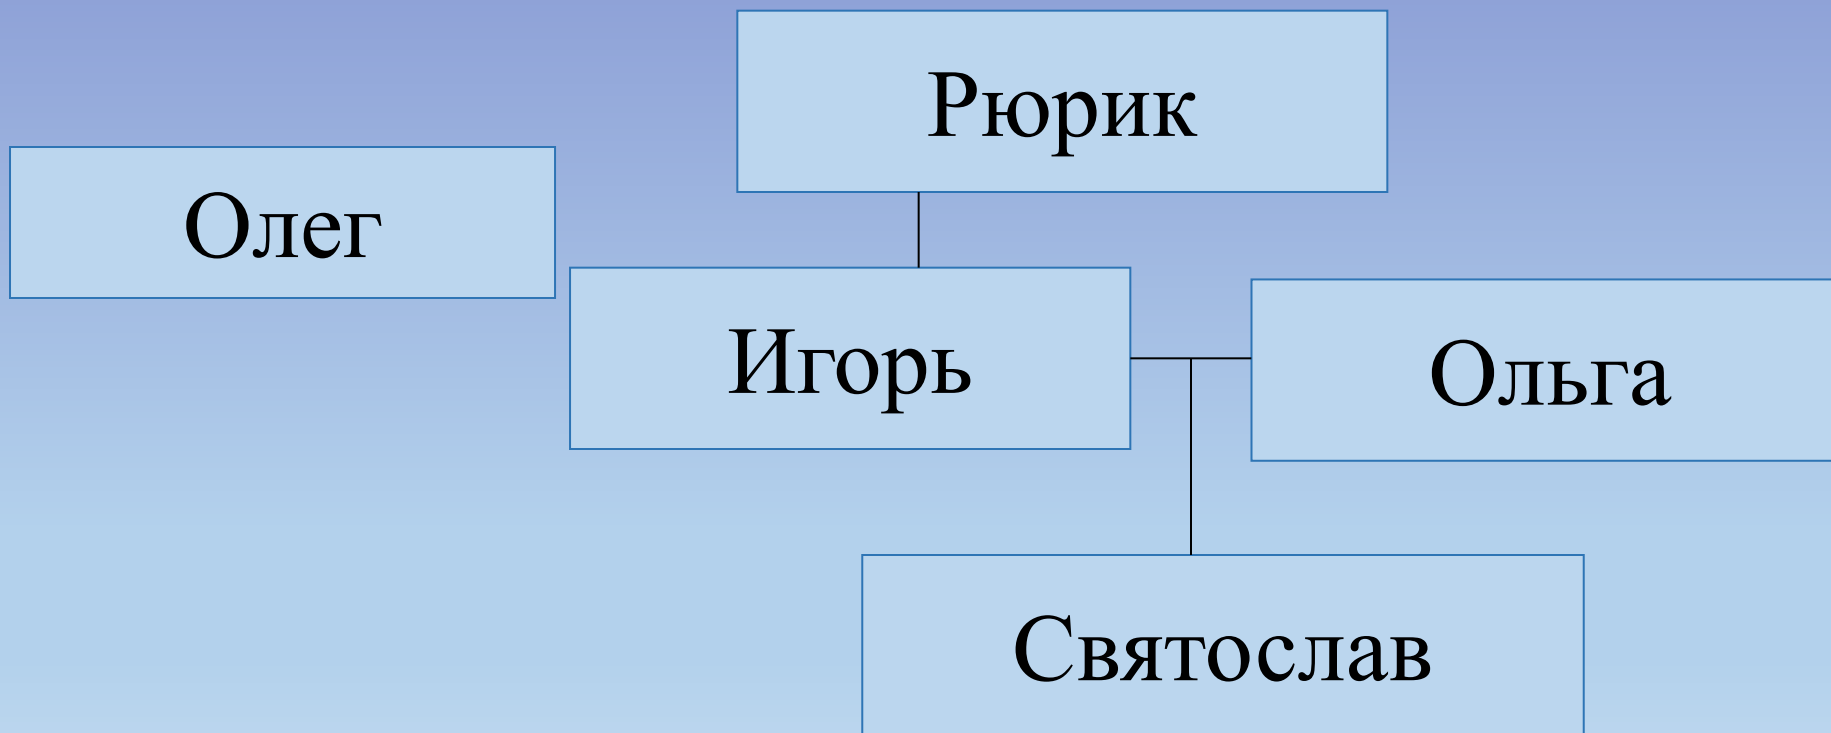 Рюрик
Олег
Игорь
Ольга
Святослав